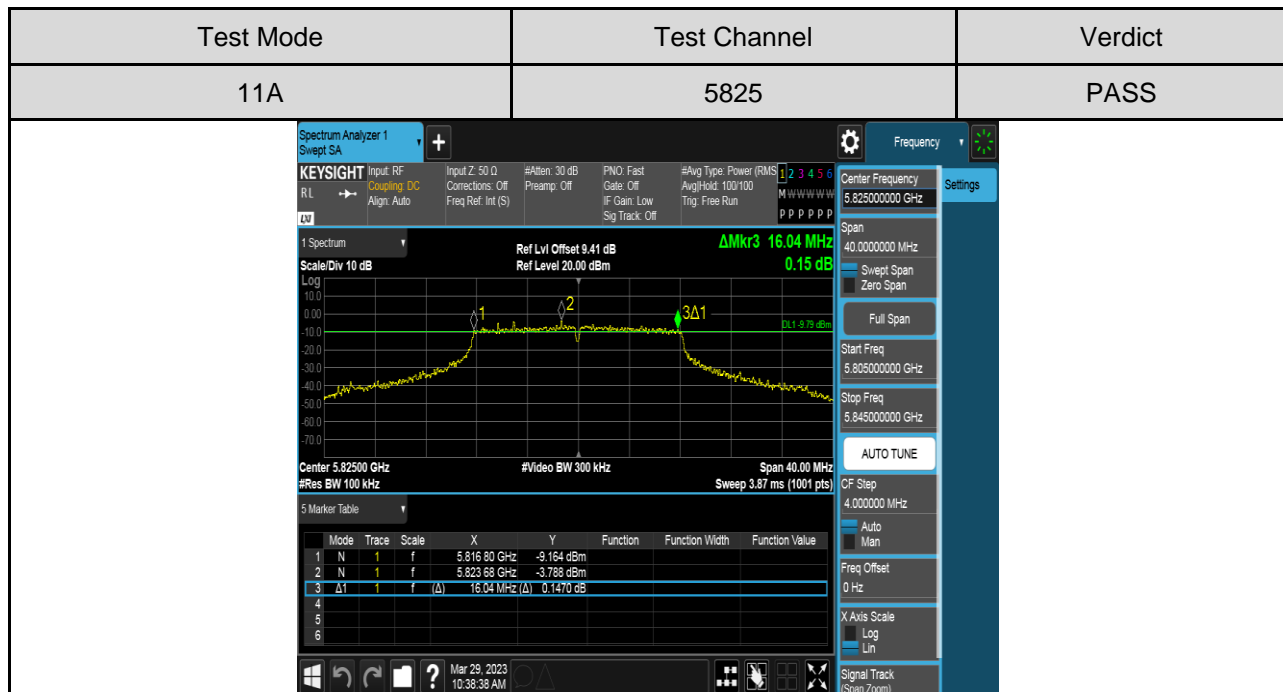 Test Mode Test Channel Verdict
11A 5825 PASS
Spectrum Analyzer 1
Swept SA
+
Frequency
KEYSIGHT Input: RF Input Z: 50 Ω #Atten: 30 dB PNO: Fast #Avg Type: Power (RMS 1 2 3 4 5 6
RL Coupling: DC Corrections: Off Preamp: Off Gate: Off Avg|Hold: 100/100 M W W W W W
Align: Auto Freq Ref: Int (S) IF Gain: Low Trig: Free Run
LXI Sig Track: Off P P P P P P
Center Frequency
5.825000000 GHz
Settings
1 Spectrum
Ref Lvl Offset 9.41 dB ΔMkr3 16.04 MHz
Scale/Div 10 dB Ref Level 20.00 dBm 0.15 dB
Log
10.0
0.00
-10.0
-20.0
-30.0
-40.0
-50.0
-60.0
-70.0
1
2
3Δ1
DL1 -9.79 dBm
Center 5.82500 GHz #Video BW 300 kHz Span 40.00 MHz
#Res BW 100 kHz Sweep 3.87 ms (1001 pts)
Span
40.0000000 MHz
Swept Span
Zero Span
Full Span
Start Freq
5.805000000 GHz
Stop Freq
5.845000000 GHz
AUTO TUNE
CF Step
4.000000 MHz
Auto
Man
Freq Offset
0 Hz
X Axis Scale
Log
Lin
Signal Track
(Span Zoom)
5 Marker Table
Mode Trace Scale X Y Function Function Width Function Value
1 N 1 f 5.816 80 GHz -9.164 dBm
2 N 1 f 5.823 68 GHz -3.788 dBm
3 Δ1 1 f (Δ) 16.04 MHz (Δ) 0.1470 dB
4
5
6
?
Mar 29, 2023
10:38:38 AM